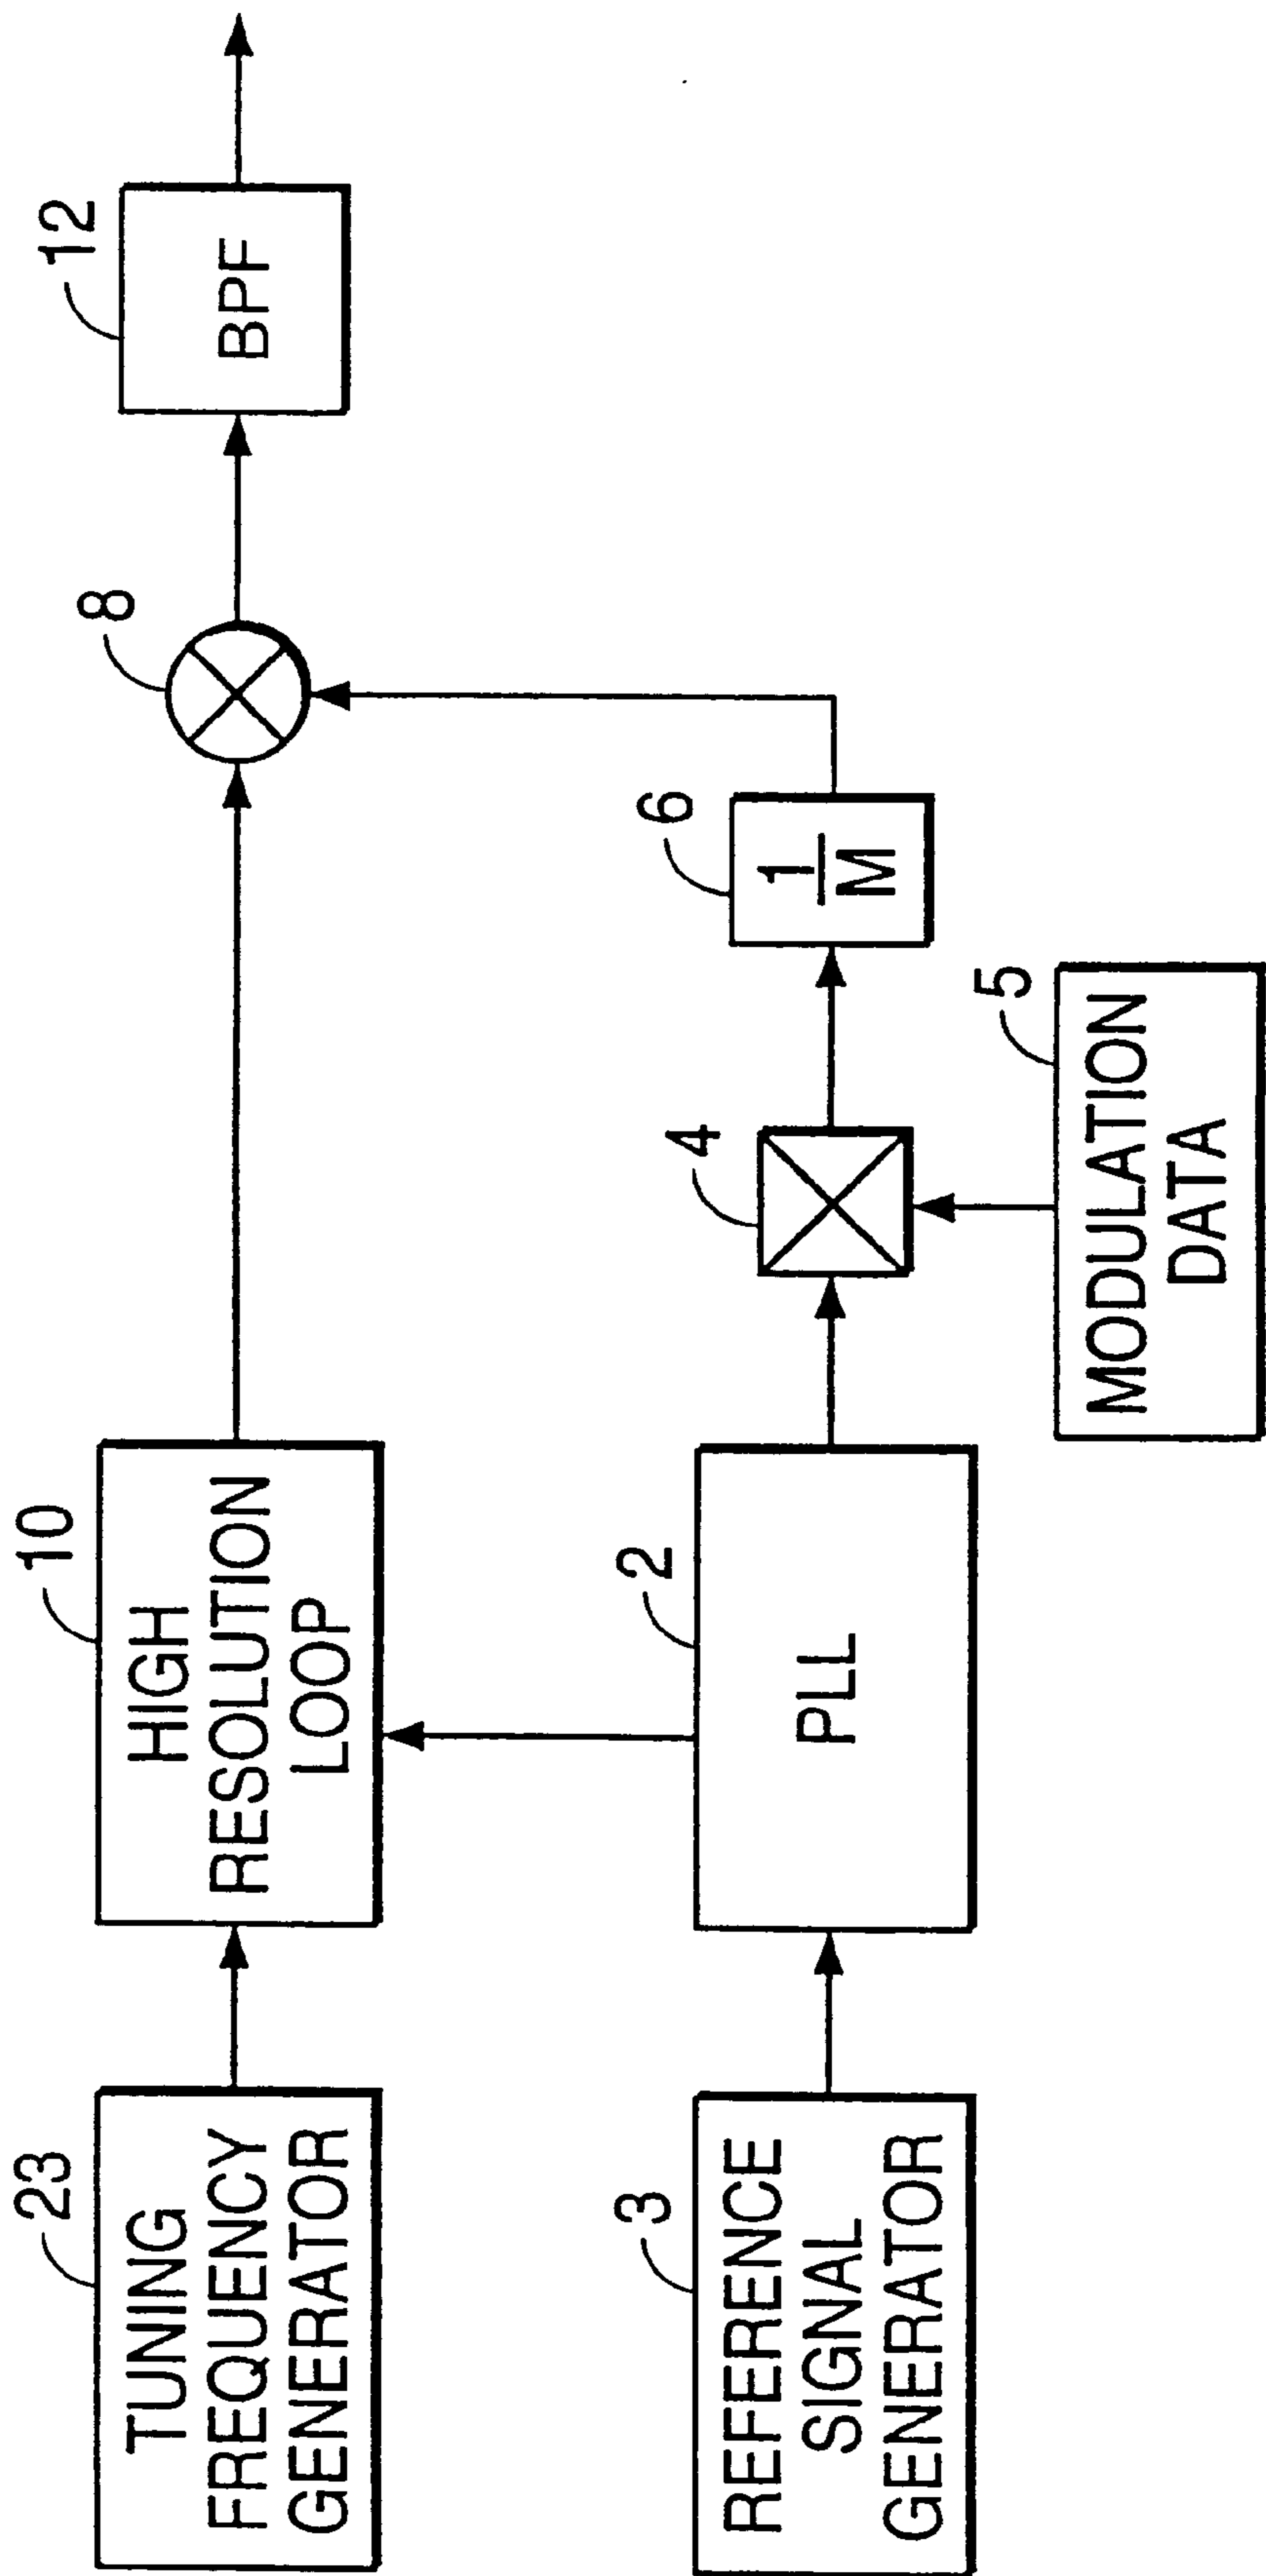 23
TUNING
FREQUENCY
GENERATOR
10
HIGH
RESOLUTION
LOOP
8
12
BPF
3
REFERENCE
SIGNAL
GENERATOR
2
PLL
4
6
1
M
5
MODULATION
DATA